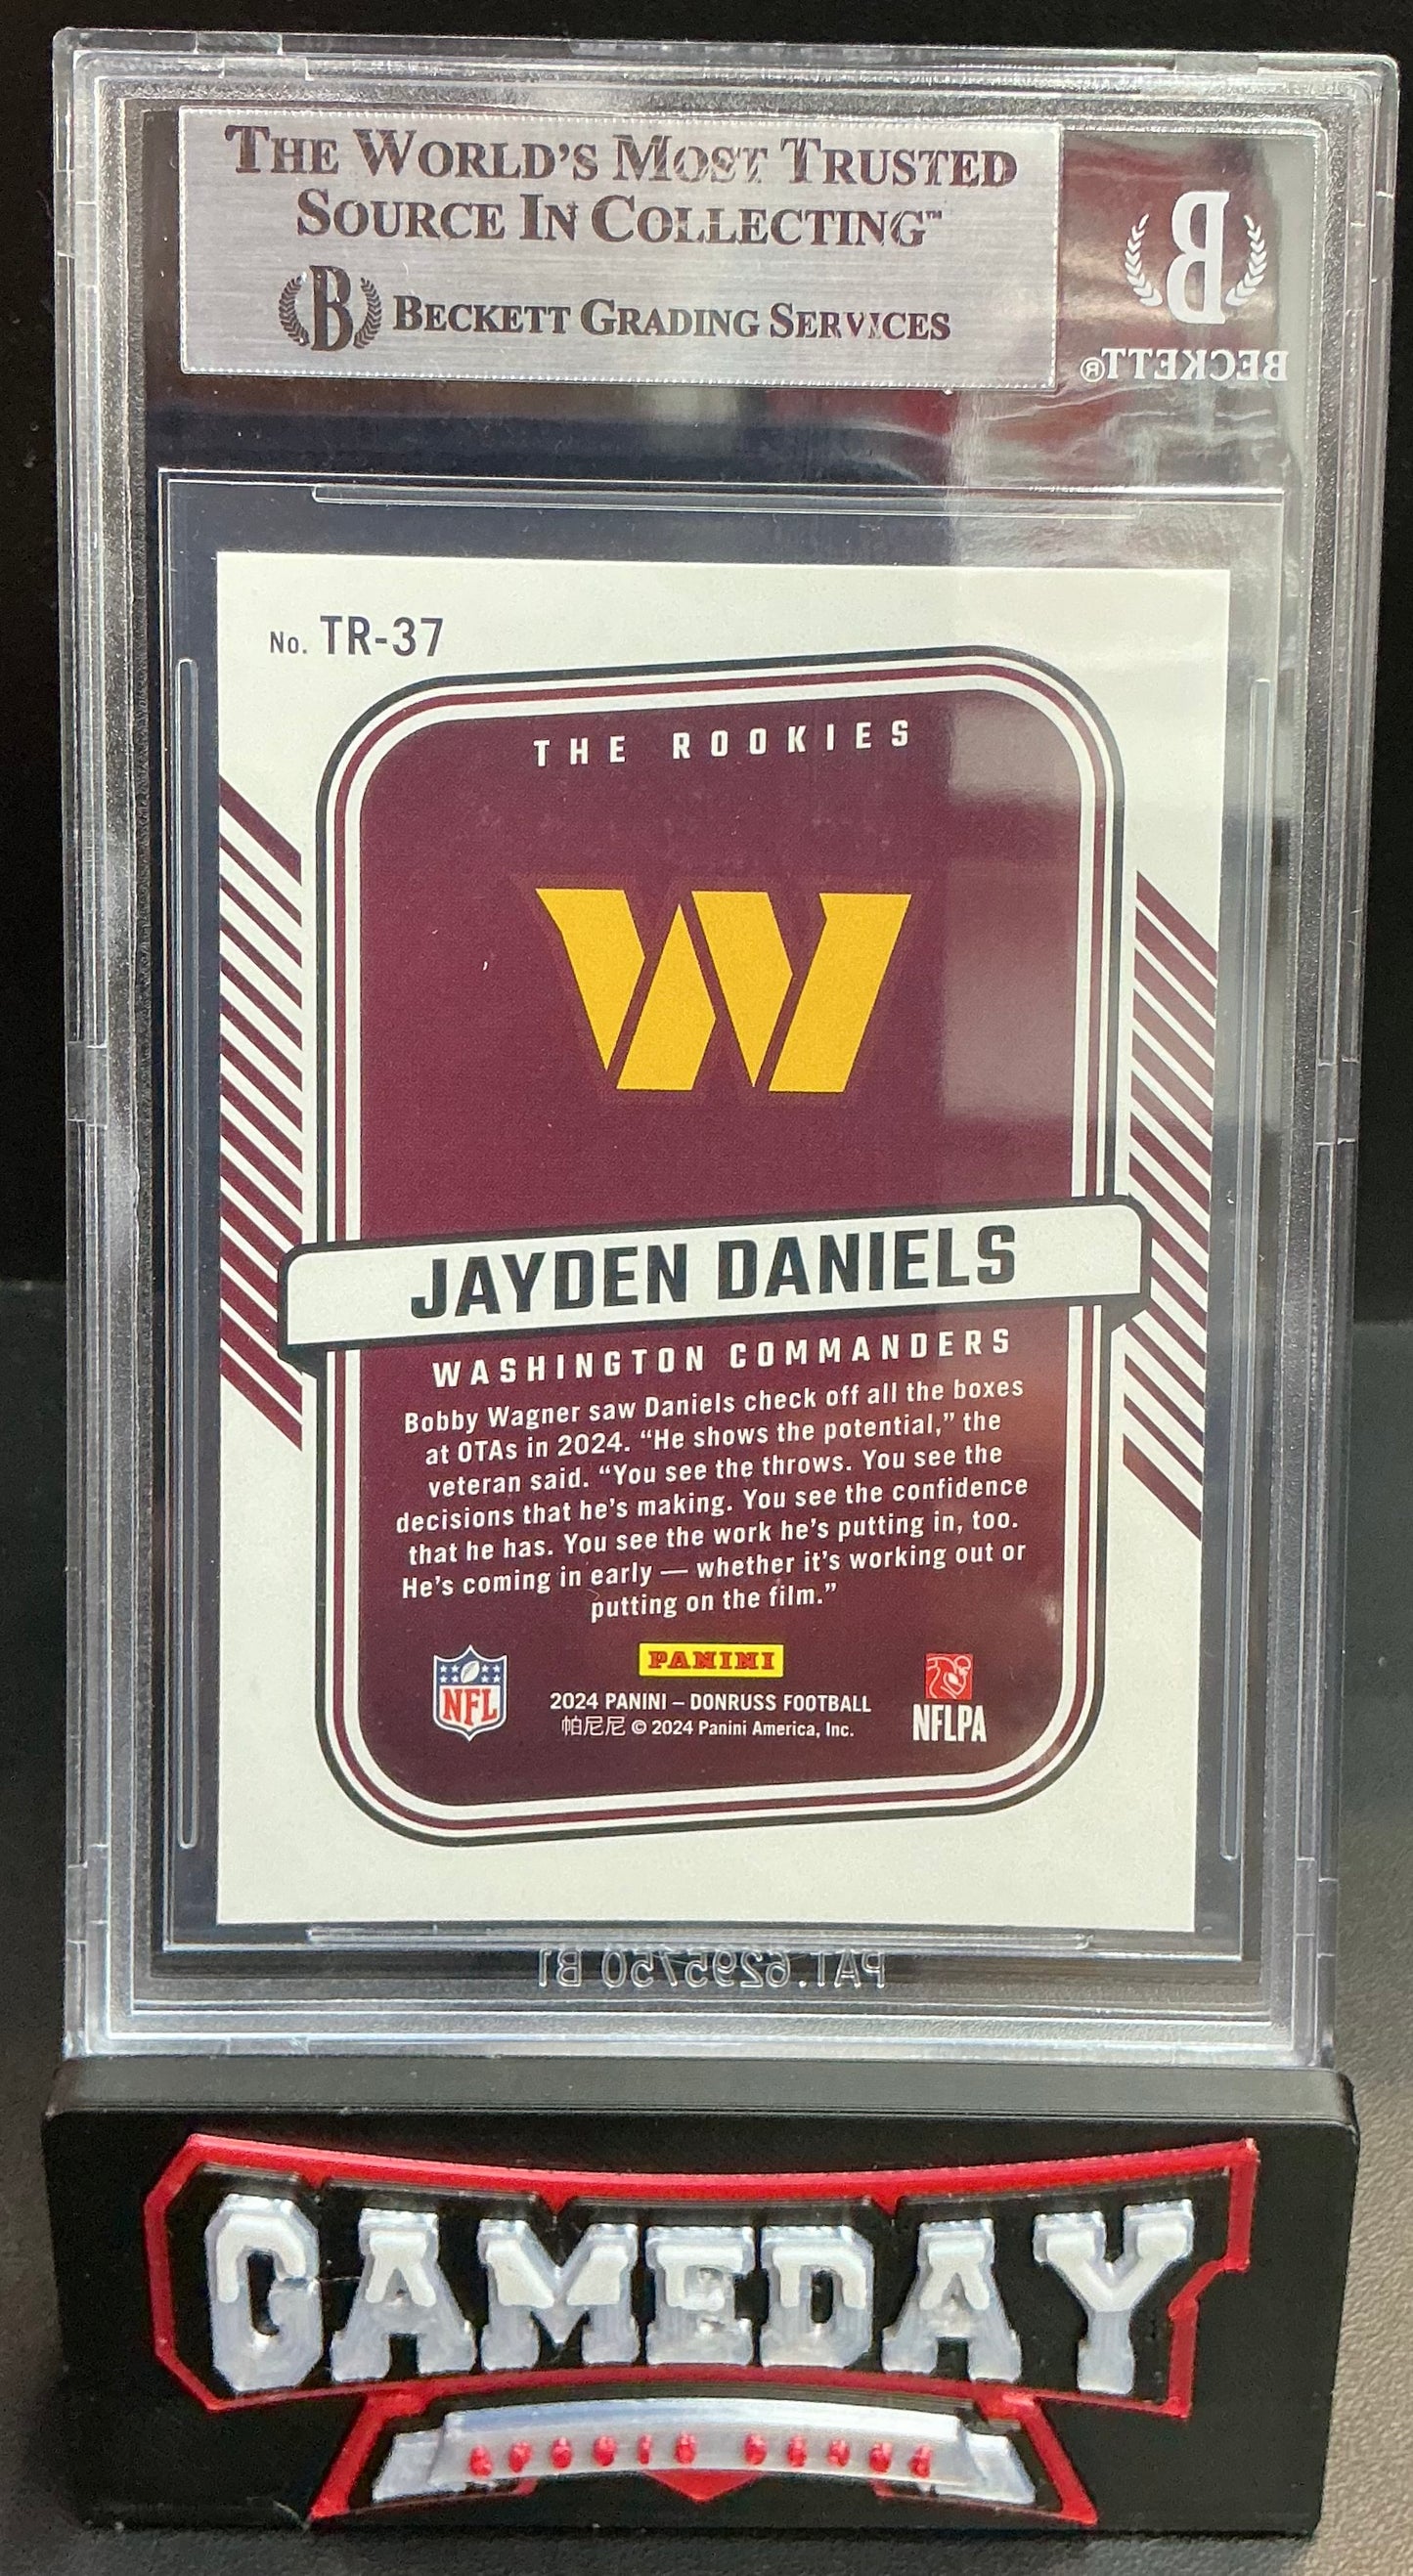 THE WORLD'S MOST TRUSTED
SOURCE IN COLLECTING™
B BECKETT GRADING SERVICES
B
BECKETT®
No. TR-37
THE ROOKIES
W
JAYDEN DANIELS
WASHINGTON COMMANDERS
Bobby Wagner saw Daniels check off all the boxes
at OTAs in 2024. “He shows the potential,” the
veteran said. “You see the throws. You see the
decisions that he’s making. You see the confidence
that he has. You see the work he’s putting in, too.
He’s coming in early — whether it’s working out or
putting on the film.”
NFL
PANINI
2024 PANINI – DONRUSS FOOTBALL
帕尼尼 © 2024 Panini America, Inc.
NFLPA
PAT.6295750 B1
GAMEDAY